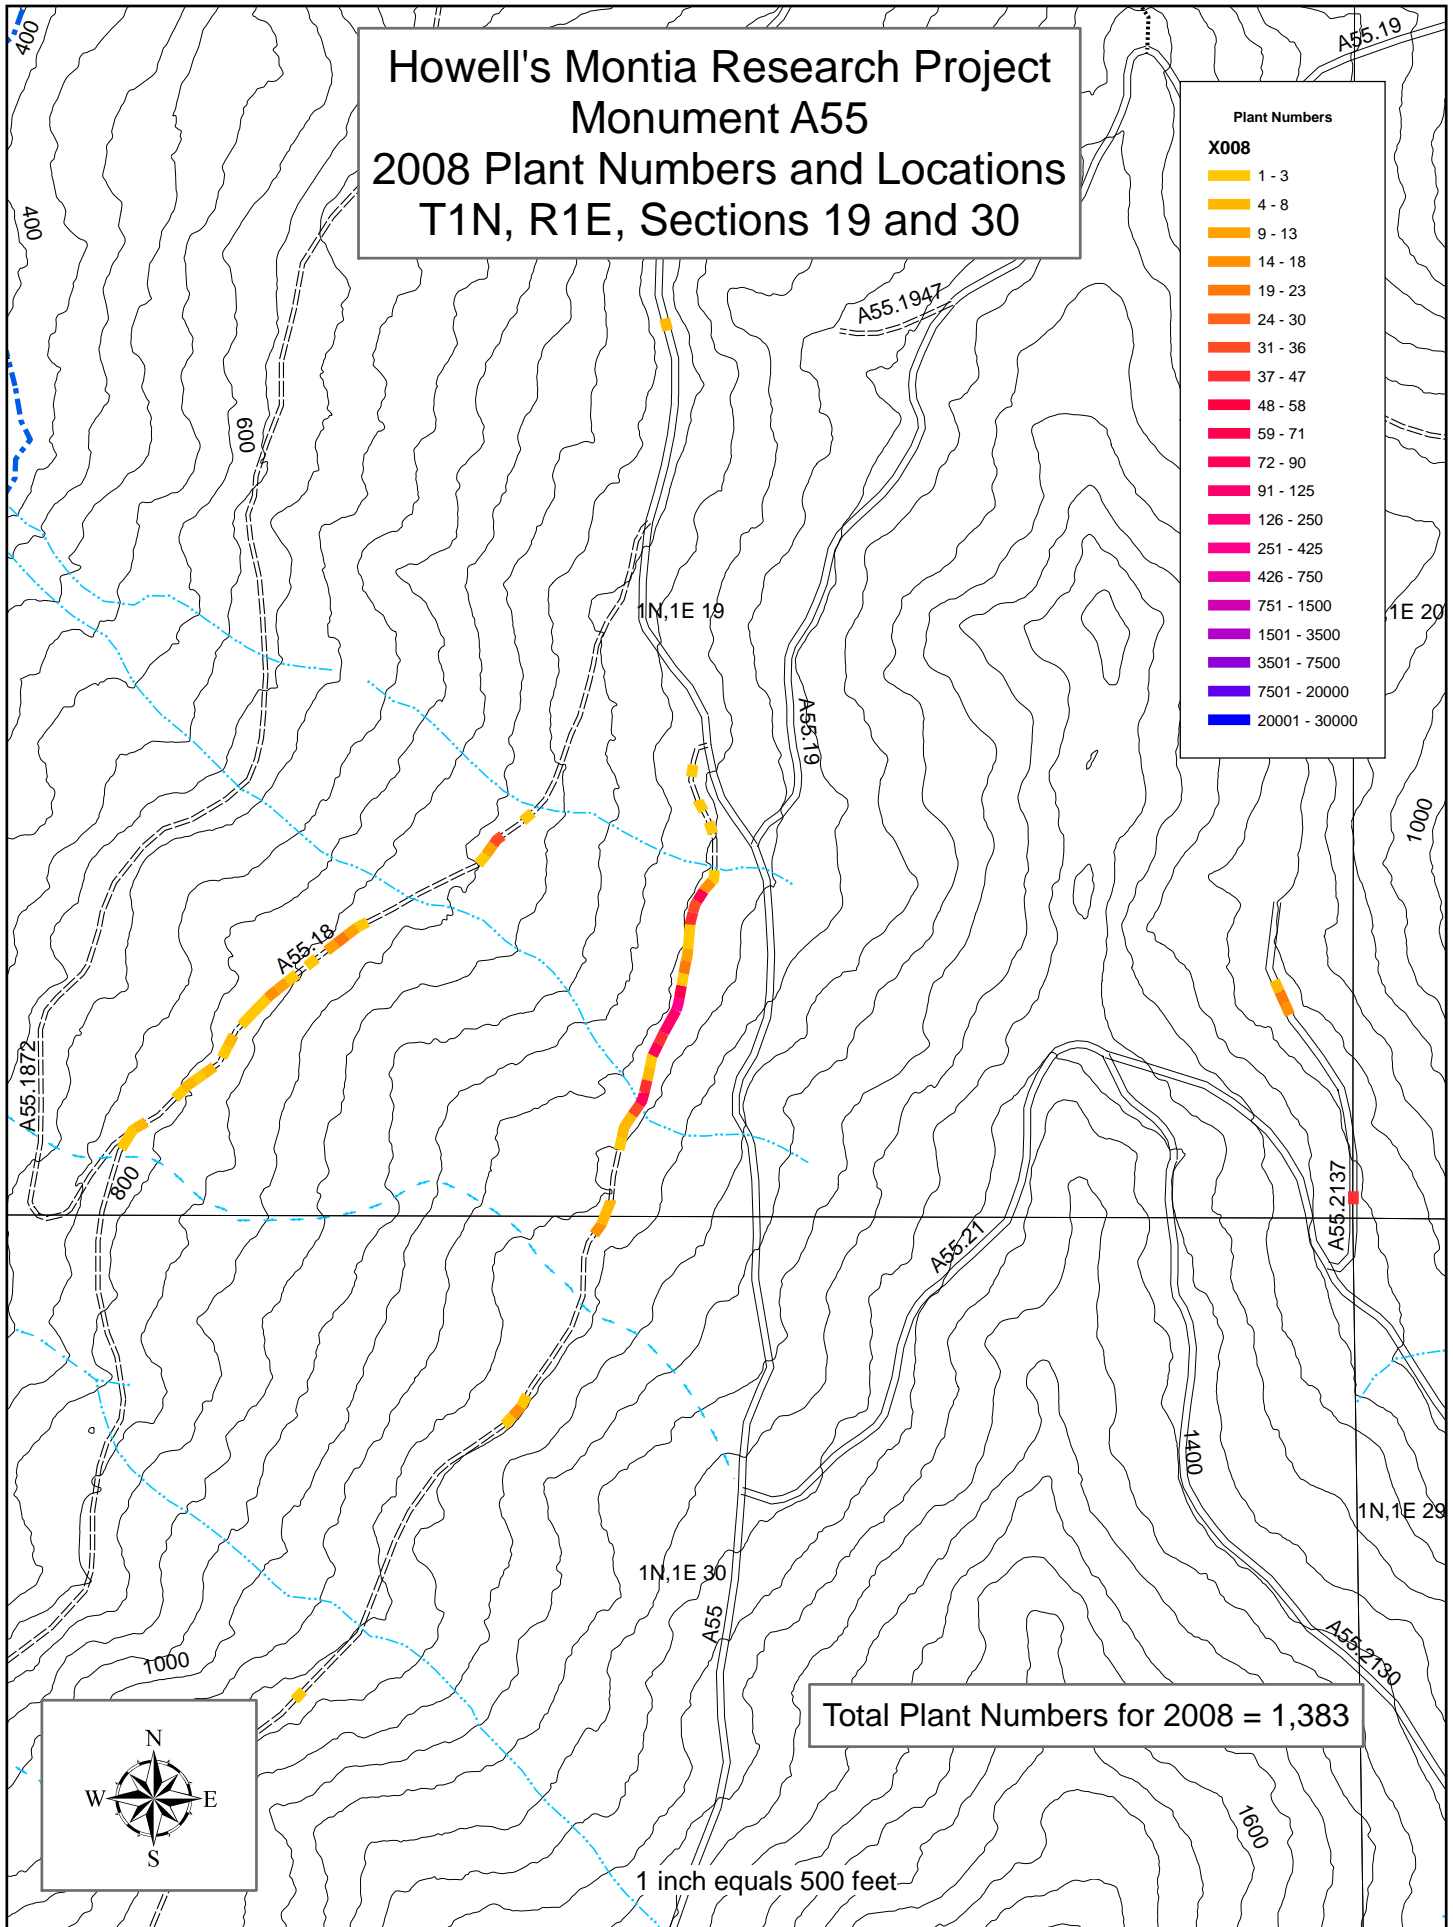 Howell's Montia Research Project
Monument A55
2008 Plant Numbers and Locations
T1N, R1E, Sections 19 and 30
400
A55.19
Plant Numbers
X008
1 - 3
4 - 8
9 - 13
14 - 18
19 - 23
24 - 30
31 - 36
37 - 47
48 - 58
59 - 71
72 - 90
91 - 125
126 - 250
251 - 425
426 - 750
751 - 1500
1501 - 3500
3501 - 7500
7501 - 20000
20001 - 30000
400
A55.1947
600
1N,1E 19
,1E 20
A55.19
1000
A55.18
A55.1872
800
A55.2137
A55.21
1400
1N,1E 29
1N,1E 30
A55
A55.2130
1000
Total Plant Numbers for 2008 = 1,383
N
W
E
S
1600
1 inch equals 500 feet